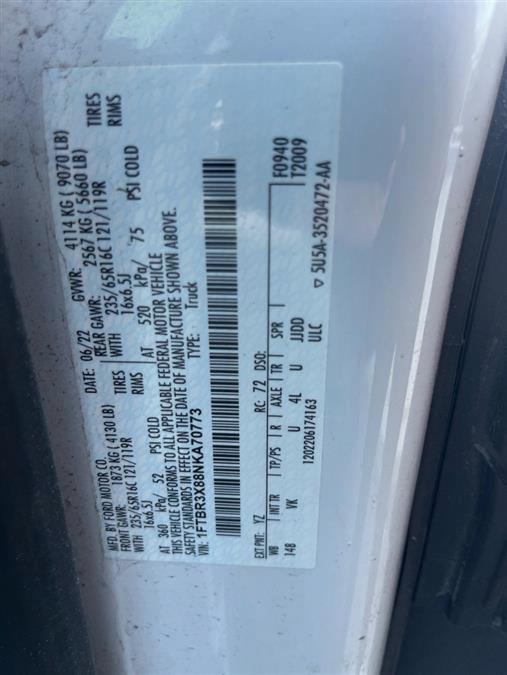 MFD. BY FORD MOTOR CO. DATE: 06/22 GVWR: 4114 KG ( 9070 LB)
FRONT GAWR: 1873 KG ( 4130 LB) REAR GAWR: 2567 KG ( 5660 LB)
WITH 235/65R16C 121/119R TIRES WITH 235/65R16C 121/119R TIRES
16x6.5J RIMS 16x6.5J RIMS
AT 360 kPa/ 52 PSI COLD AT 520 kPa/ 75 PSI COLD
THIS VEHICLE CONFORMS TO ALL APPLICABLE FEDERAL MOTOR VEHICLE
SAFETY STANDARDS IN EFFECT ON THE DATE OF MANUFACTURE SHOWN ABOVE.
VIN: 1FTBR3X88NKA70773 TYPE: Truck
EXT PNT: YZ RC: 72 DSO: F0940
WB INT TR TP/PS R AXLE TR SPR T2009
148 VK U 4L U JJDD
ULC
1202206174163 ▽ 5U5A-3520472-AA